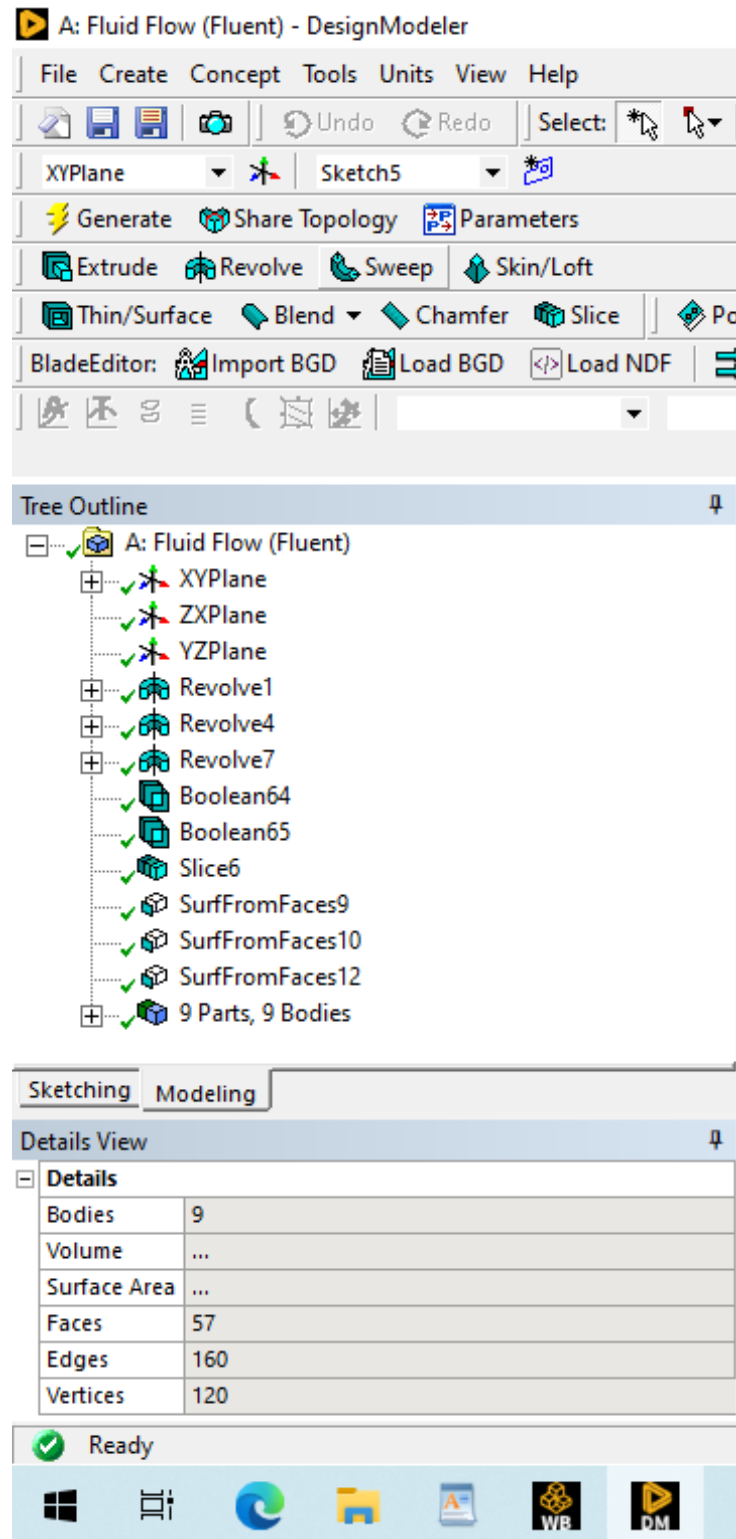 A: Fluid Flow (Fluent) - DesignModeler
File Create Concept Tools Units View Help
Undo Redo Select:
XYPlane Sketch5
Generate Share Topology Parameters
Extrude Revolve Sweep Skin/Loft
Thin/Surface Blend Chamfer Slice Po
BladeEditor: Import BGD Load BGD Load NDF
Tree Outline
A: Fluid Flow (Fluent)
XYPlane
ZXPlane
YZPlane
Revolve1
Revolve4
Revolve7
Boolean64
Boolean65
Slice6
SurfFromFaces9
SurfFromFaces10
SurfFromFaces12
9 Parts, 9 Bodies
Sketching Modeling
Details View
Details
Bodies 9
Volume ...
Surface Area ...
Faces 57
Edges 160
Vertices 120
Ready
WB DM